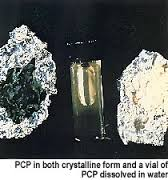 PCP in both crystalline form and a vial of
PCP dissolved in water